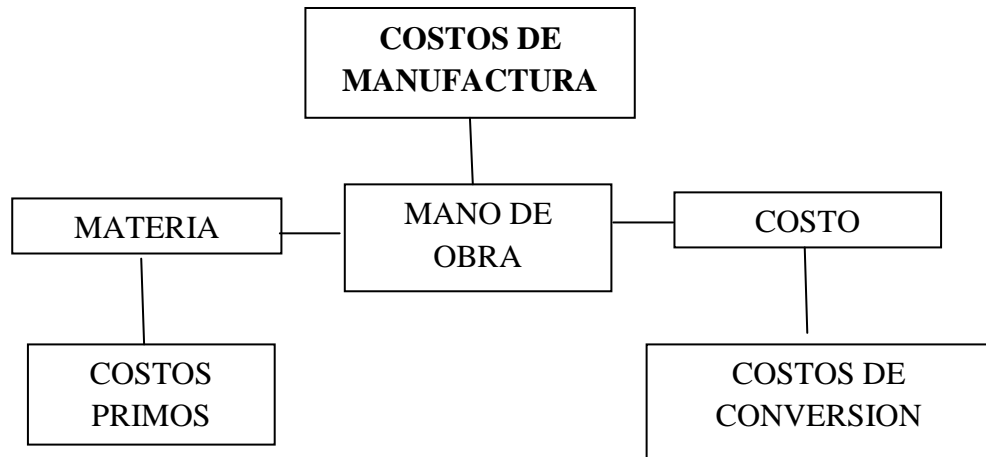 COSTOS DE
MANUFACTURA
MATERIA
MANO DE
OBRA
COSTO
COSTOS
PRIMOS
COSTOS DE
CONVERSION